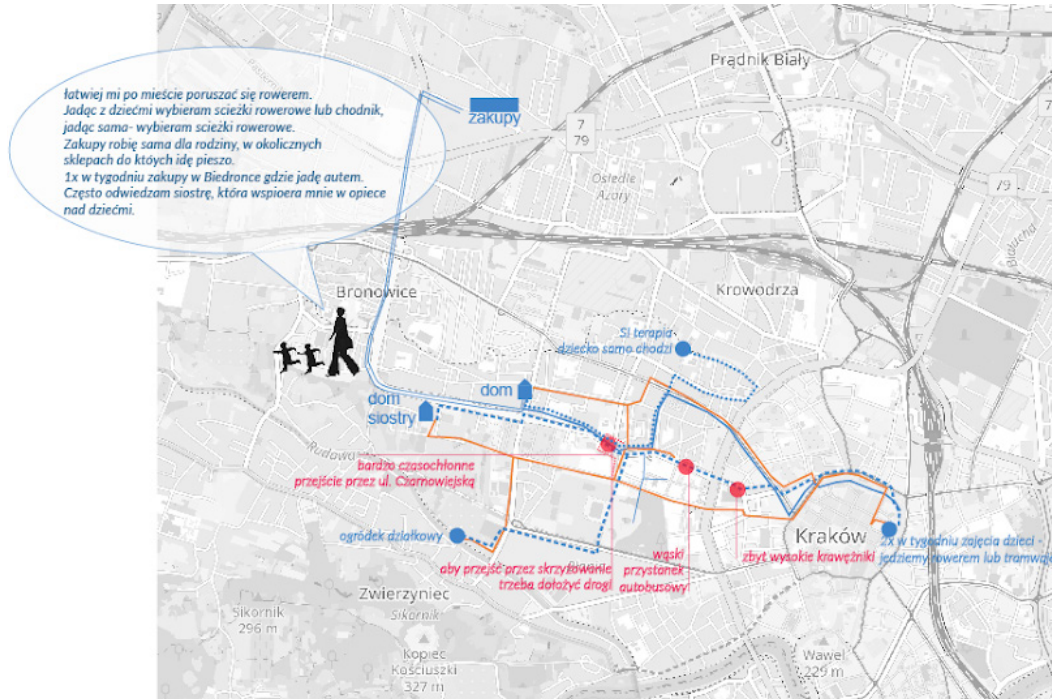 łatwiej mi po mieście poruszać się rowerem.
Jadąc z dziećmi wybieram scieżki rowerowe lub chodnik,
jadąc sama- wybieram scieżki rowerowe.
Zakupy robię sama dla rodziny, w okolicznych
sklepach do któych idę pieszo.
1x w tygodniu zakupy w Biedronce gdzie jadę autem.
Często odwiedzam siostrę, która wspioera mnie w opiece
nad dziećmi.
Prądnik Biały
zakupy
7
79
7
Osiedle
Azory
79
Białucha
Bronowice
Krowodrza
SI terapia
dziecko samo chodzi
dom
dom
siostry
Rudawa
bardzo czasochłonne
przejście przez ul. Czarnowiejską
ogródek działkowy
aby przejść przez skrzyżowanie
trzeba dołożyć drogi
wąski
przystanek
autobusowy
zbyt wysokie krawężniki
Kraków
2x w tygodniu zajęcia dzieci -
jedziemy rowerem lub tramwaje
Zwierzyniec
Sikornik
Sikornik
296 m
Kopiec
Kościuszki
327 m
Wawel
229 m